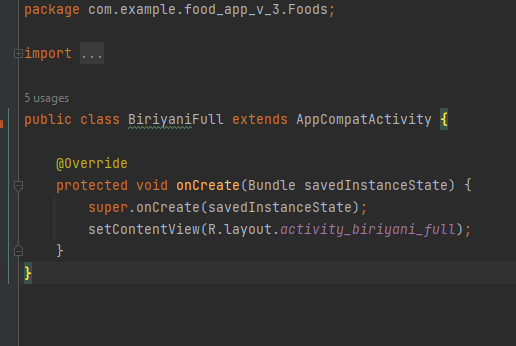 package com.example.food_app_v_3.Foods;
import ...
5 usages
public class BiriyaniFull extends AppCompatActivity {
@Override
protected void onCreate(Bundle savedInstanceState) {
super.onCreate(savedInstanceState);
setContentView(R.layout.activity_biriyani_full);
}
}